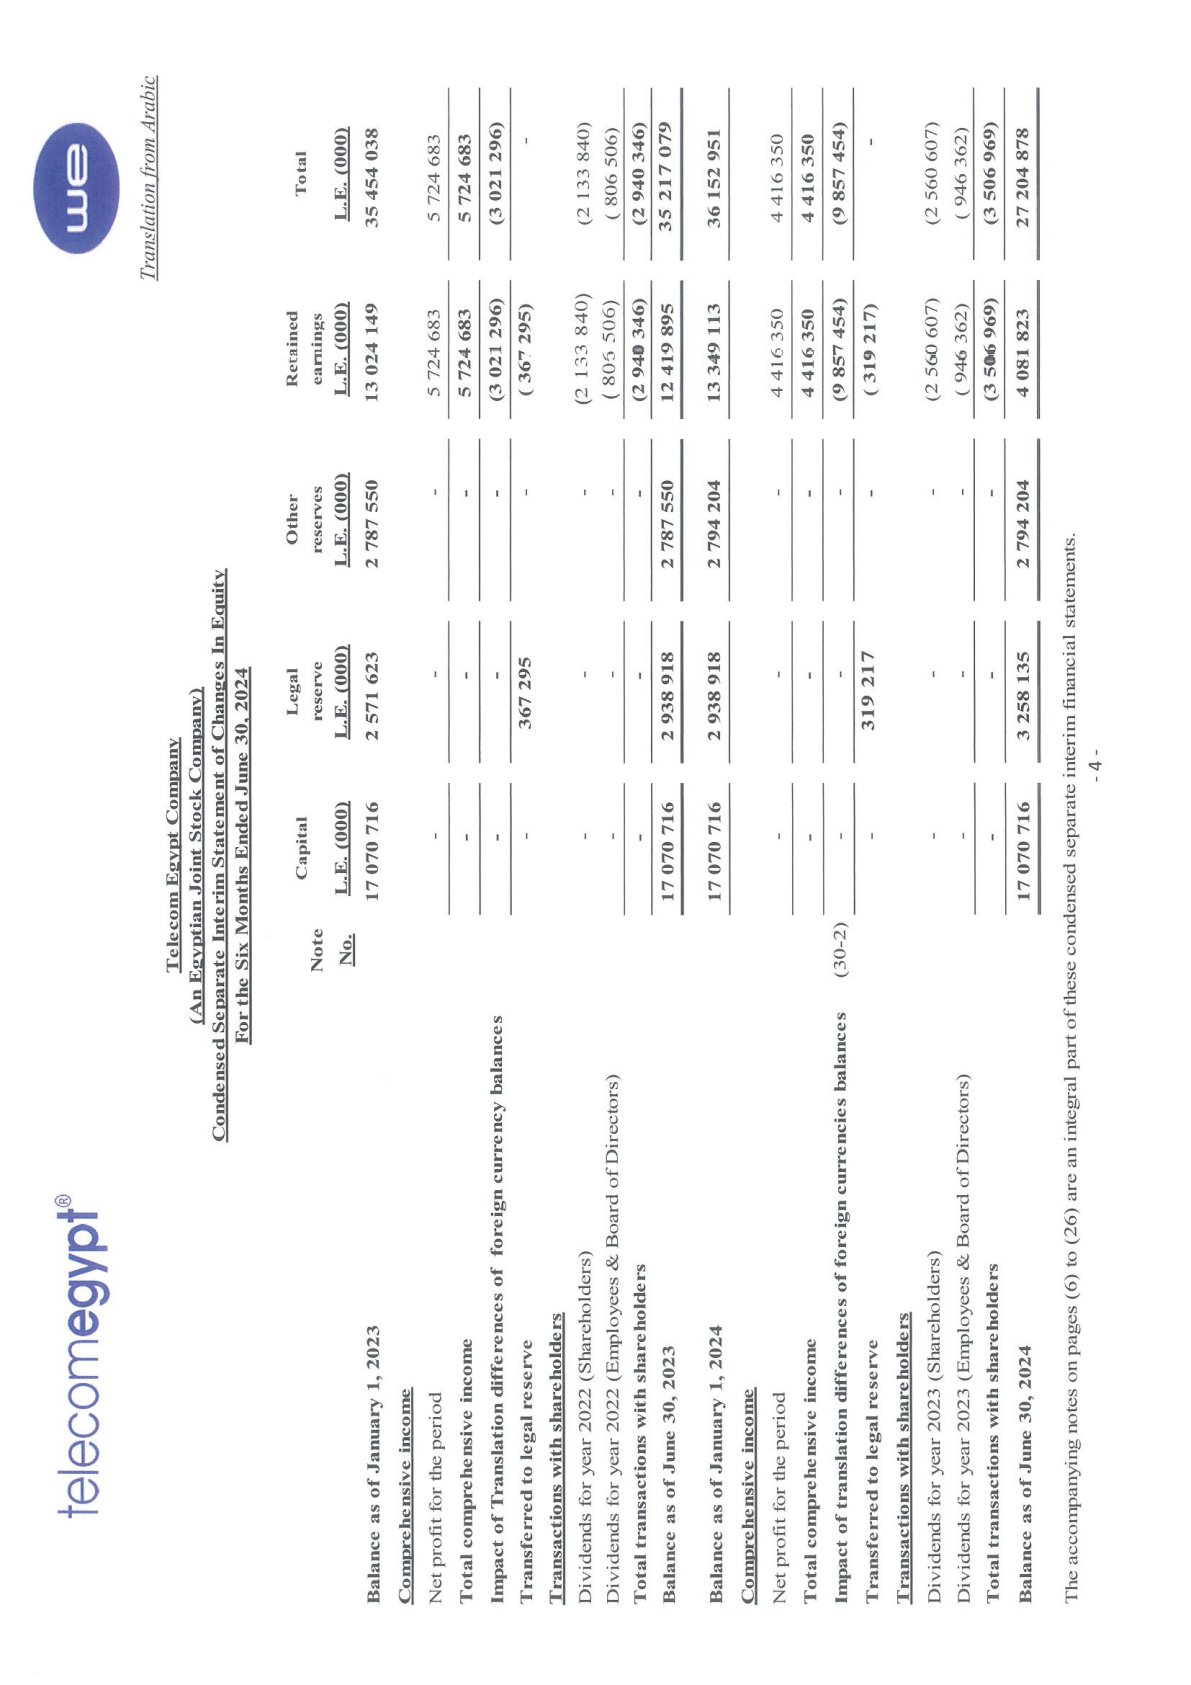 telecomegypt®
we
Translation from Arabic
Telecom Egypt Company
(An Egyptian Joint Stock Company)
Condensed Separate Interim Statement of Changes In Equity
For the Six Months Ended June 30, 2024
Note Capital Legal Other Retained Total
reserve reserves earnings
No. L.E. (000) L.E. (000) L.E. (000) L.E. (000) L.E. (000)
Balance as of January 1, 2023 17 070 716 2 571 623 2 787 550 13 024 149 35 454 038
Comprehensive income
Net profit for the period - - - 5 724 683 5 724 683
Total comprehensive income - - - 5 724 683 5 724 683
Impact of Translation differences of foreign currency balances - - - (3 021 296) (3 021 296)
Transferred to legal reserve - 367 295 - ( 367 295) -
Transactions with shareholders
Dividends for year 2022 (Shareholders) - - - (2 133 840) (2 133 840)
Dividends for year 2022 (Employees & Board of Directors) - - - ( 806 506) ( 806 506)
Total transactions with shareholders - - - (2 940 346) (2 940 346)
Balance as of June 30, 2023 17 070 716 2 938 918 2 787 550 12 419 895 35 217 079
Balance as of January 1, 2024 17 070 716 2 938 918 2 794 204 13 349 113 36 152 951
Comprehensive income
Net profit for the period - - - 4 416 350 4 416 350
Total comprehensive income - - - 4 416 350 4 416 350
Impact of translation differences of foreign currencies balances (30-2) - - - (9 857 454) (9 857 454)
Transferred to legal reserve - 319 217 - ( 319 217) -
Transactions with shareholders
Dividends for year 2023 (Shareholders) - - - (2 560 607) (2 560 607)
Dividends for year 2023 (Employees & Board of Directors) - - - ( 946 362) ( 946 362)
Total transactions with shareholders - - - (3 506 969) (3 506 969)
Balance as of June 30, 2024 17 070 716 3 258 135 2 794 204 4 081 823 27 204 878
The accompanying notes on pages (6) to (26) are an integral part of these condensed separate interim financial statements.
- 4 -